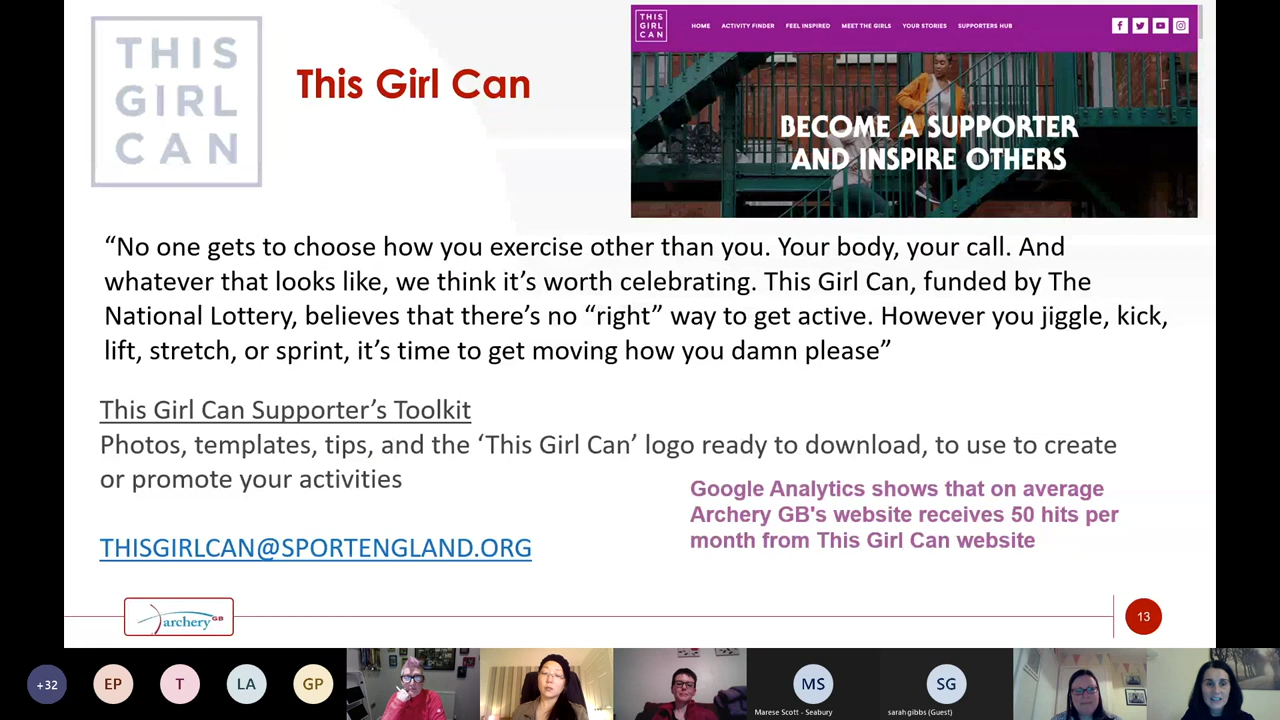 THIS
GIRL
CAN
This Girl Can
THIS
GIRL
CAN
HOME ACTIVITY FINDER FEEL INSPIRED MEET THE GIRLS YOUR STORIES SUPPORTERS HUB
BECOME A SUPPORTER
AND INSPIRE OTHERS
“No one gets to choose how you exercise other than you. Your body, your call. And
whatever that looks like, we think it’s worth celebrating. This Girl Can, funded by The
National Lottery, believes that there’s no “right” way to get active. However you jiggle, kick,
lift, stretch, or sprint, it’s time to get moving how you damn please”
This Girl Can Supporter’s Toolkit
Photos, templates, tips, and the ‘This Girl Can’ logo ready to download, to use to create
or promote your activities
Google Analytics shows that on average
Archery GB's website receives 50 hits per
month from This Girl Can website
THISGIRLCAN@SPORTENGLAND.ORG
archery GB
13
+32 EP T LA GP MS SG
Marese Scott - Seabury sarah gibbs (Guest)